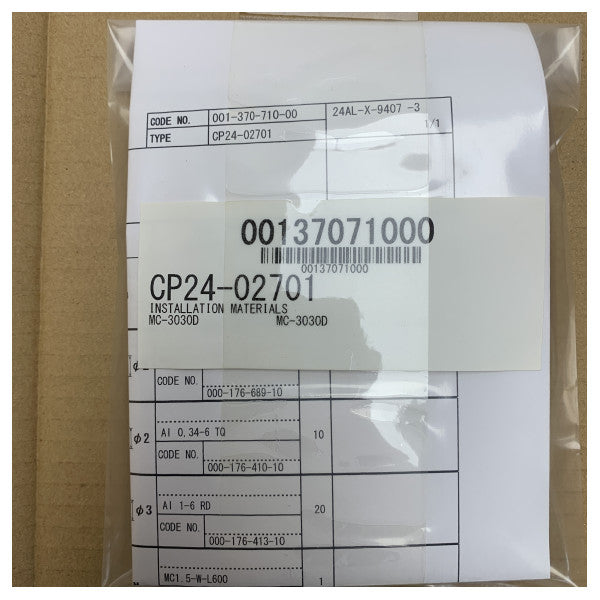 CODE NO. 001-370-710-00 24AL-X-9407 -3
TYPE CP24-02701 1/1
00137071000
00137071000
CP24-02701
INSTALLATION MATERIALS
MC-3030D MC-3030D
CODE NO.
000-176-689-10
φ2 AI 0.34-6 TQ 10
CODE NO.
000-176-410-10
φ3 AI 1-6 RD 20
CODE NO.
000-176-413-10
MC1.5-W-L600 1